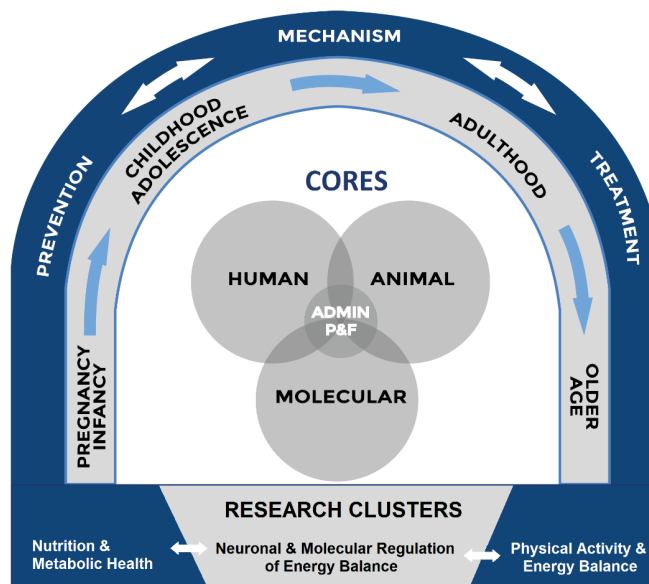 MECHANISM
PREVENTION
TREATMENT
CHILDHOOD
ADOLESCENCE
ADULTHOOD
PREGNANCY
INFANCY
OLDER
AGE
CORES
HUMAN
ANIMAL
ADMIN
P&F
MOLECULAR
RESEARCH CLUSTERS
Nutrition &
Metabolic Health
Neuronal & Molecular Regulation
of Energy Balance
Physical Activity &
Energy Balance